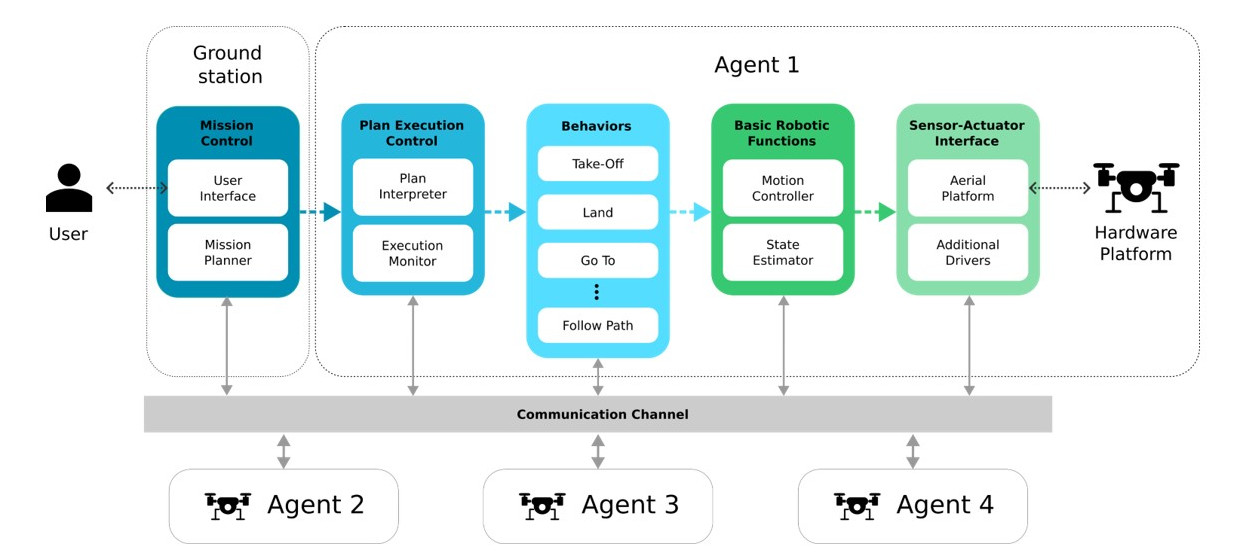 Ground
station
Agent 1
Mission
Control
User
Interface
Mission
Planner
Plan Execution
Control
Plan
Interpreter
Execution
Monitor
Behaviors
Take-Off
Land
Go To
Follow Path
Basic Robotic
Functions
Motion
Controller
State
Estimator
Sensor-Actuator
Interface
Aerial
Platform
Additional
Drivers
User
Hardware
Platform
Communication Channel
Agent 2
Agent 3
Agent 4